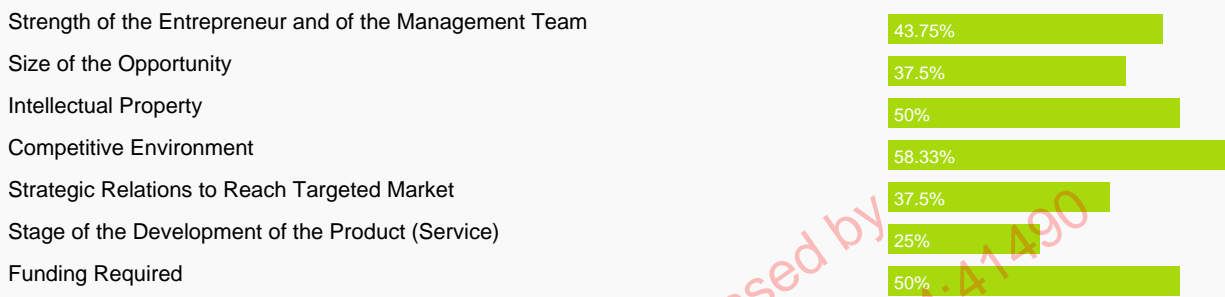 Strength of the Entrepreneur and of the Management Team 43.75%
Size of the Opportunity 37.5%
Intellectual Property 50%
Competitive Environment 58.33%
Strategic Relations to Reach Targeted Market 37.5%
Stage of the Development of the Product (Service) 25%
Funding Required 50%
by
:41490